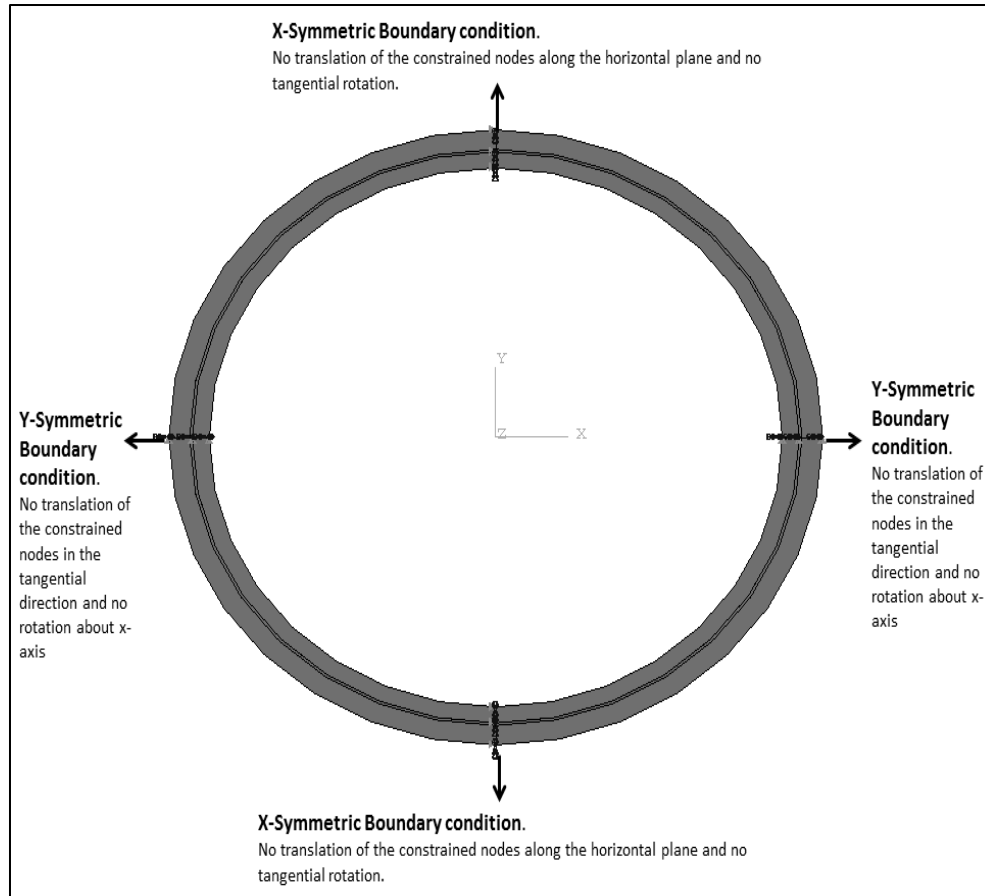 X-Symmetric Boundary condition.
No translation of the constrained nodes along the horizontal plane and no
tangential rotation.
Y
Z
X
Y-Symmetric
Boundary
condition.
No translation of
the constrained
nodes in the
tangential
direction and no
rotation about x-
axis
Y-Symmetric
Boundary
condition.
No translation of
the constrained
nodes in the
tangential
direction and no
rotation about x-
axis
X-Symmetric Boundary condition.
No translation of the constrained nodes along the horizontal plane and no
tangential rotation.